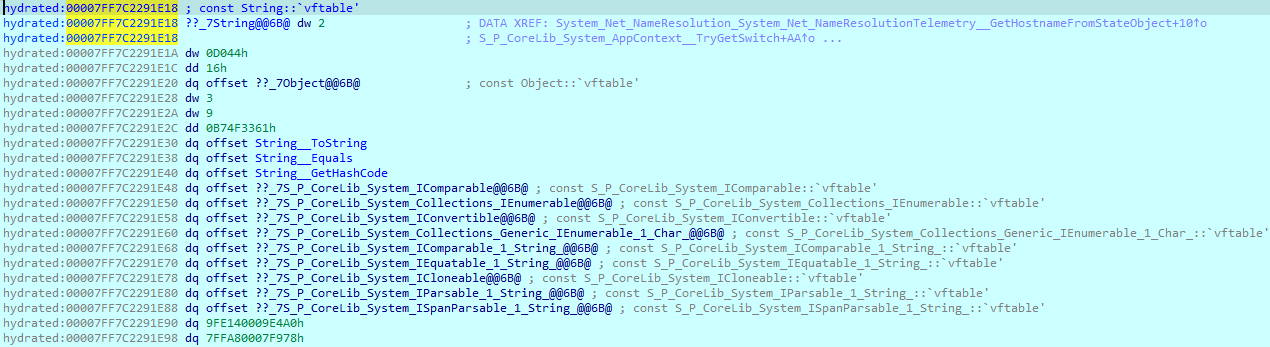 hydrated:00007FF7C2291E18 ; const String::`vftable'
hydrated:00007FF7C2291E18 ??_7String@@6B@ dw 2 ; DATA XREF: System_Net_NameResolution_System_Net_NameResolutionTelemetry__GetHostnameFromStateObject+10↑o
hydrated:00007FF7C2291E18 ; S_P_CoreLib_System_AppContext__TryGetSwitch+AA↑o ...
hydrated:00007FF7C2291E1A dw 0D044h
hydrated:00007FF7C2291E1C dd 16h
hydrated:00007FF7C2291E20 dq offset ??_7Object@@6B@ ; const Object::`vftable'
hydrated:00007FF7C2291E28 dw 3
hydrated:00007FF7C2291E2A dw 9
hydrated:00007FF7C2291E2C dd 0B74F3361h
hydrated:00007FF7C2291E30 dq offset String__ToString
hydrated:00007FF7C2291E38 dq offset String__Equals
hydrated:00007FF7C2291E40 dq offset String__GetHashCode
hydrated:00007FF7C2291E48 dq offset ??_7S_P_CoreLib_System_IComparable@@6B@ ; const S_P_CoreLib_System_IComparable::`vftable'
hydrated:00007FF7C2291E50 dq offset ??_7S_P_CoreLib_System_Collections_IEnumerable@@6B@ ; const S_P_CoreLib_System_Collections_IEnumerable::`vftable'
hydrated:00007FF7C2291E58 dq offset ??_7S_P_CoreLib_System_IConvertible@@6B@ ; const S_P_CoreLib_System_IConvertible::`vftable'
hydrated:00007FF7C2291E60 dq offset ??_7S_P_CoreLib_System_Collections_Generic_IEnumerable_1_Char_@@6B@ ; const S_P_CoreLib_System_Collections_Generic_IEnumerable_1_Char_::`vftable'
hydrated:00007FF7C2291E68 dq offset ??_7S_P_CoreLib_System_IComparable_1_String_@@6B@ ; const S_P_CoreLib_System_IComparable_1_String_::`vftable'
hydrated:00007FF7C2291E70 dq offset ??_7S_P_CoreLib_System_IEquatable_1_String_@@6B@ ; const S_P_CoreLib_System_IEquatable_1_String_::`vftable'
hydrated:00007FF7C2291E78 dq offset ??_7S_P_CoreLib_System_ICloneable@@6B@ ; const S_P_CoreLib_System_ICloneable::`vftable'
hydrated:00007FF7C2291E80 dq offset ??_7S_P_CoreLib_System_IParsable_1_String_@@6B@ ; const S_P_CoreLib_System_IParsable_1_String_::`vftable'
hydrated:00007FF7C2291E88 dq offset ??_7S_P_CoreLib_System_ISpanParsable_1_String_@@6B@ ; const S_P_CoreLib_System_ISpanParsable_1_String_::`vftable'
hydrated:00007FF7C2291E90 dq 9FE140009E4A0h
hydrated:00007FF7C2291E98 dq 7FFA80007F978h